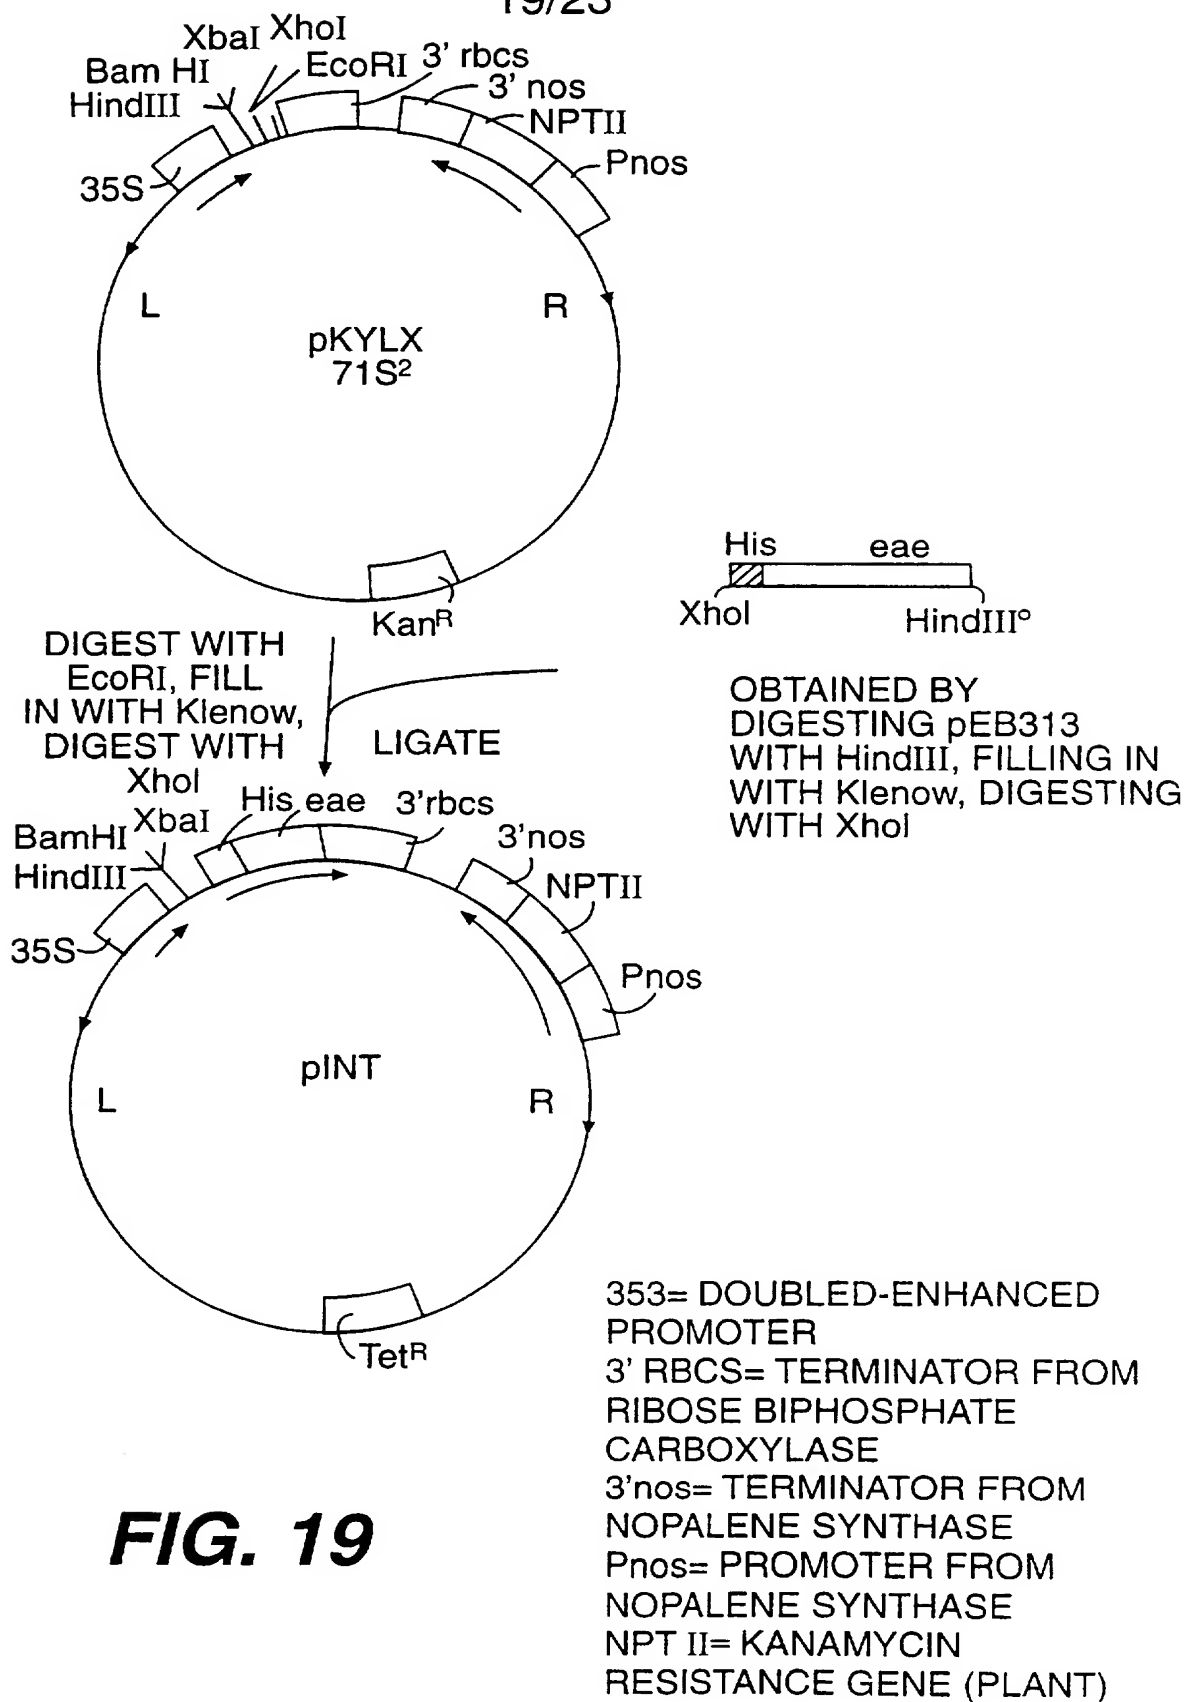 19/23
XbaI XhoI
EcoRI
3' rbcs
Bam HI
3' nos
HindIII
NPTII
Pnos
35S
L
R
pKYLX
71S²
Kanᴿ
His eae
XhoI HindIII°
DIGEST WITH
EcoRI, FILL
IN WITH Klenow,
DIGEST WITH
XhoI
LIGATE
OBTAINED BY
DIGESTING pEB313
WITH HindIII, FILLING IN
WITH Klenow, DIGESTING
WITH XhoI
His eae 3'rbcs
XbaI
BamHI
3'nos
HindIII
NPTII
35S
Pnos
pINT
L
R
Tetᴿ
353= DOUBLED-ENHANCED
PROMOTER
3' RBCS= TERMINATOR FROM
RIBOSE BIPHOSPHATE
CARBOXYLASE
3'nos= TERMINATOR FROM
NOPALENE SYNTHASE
Pnos= PROMOTER FROM
NOPALENE SYNTHASE
NPT II= KANAMYCIN
RESISTANCE GENE (PLANT)
FIG. 19